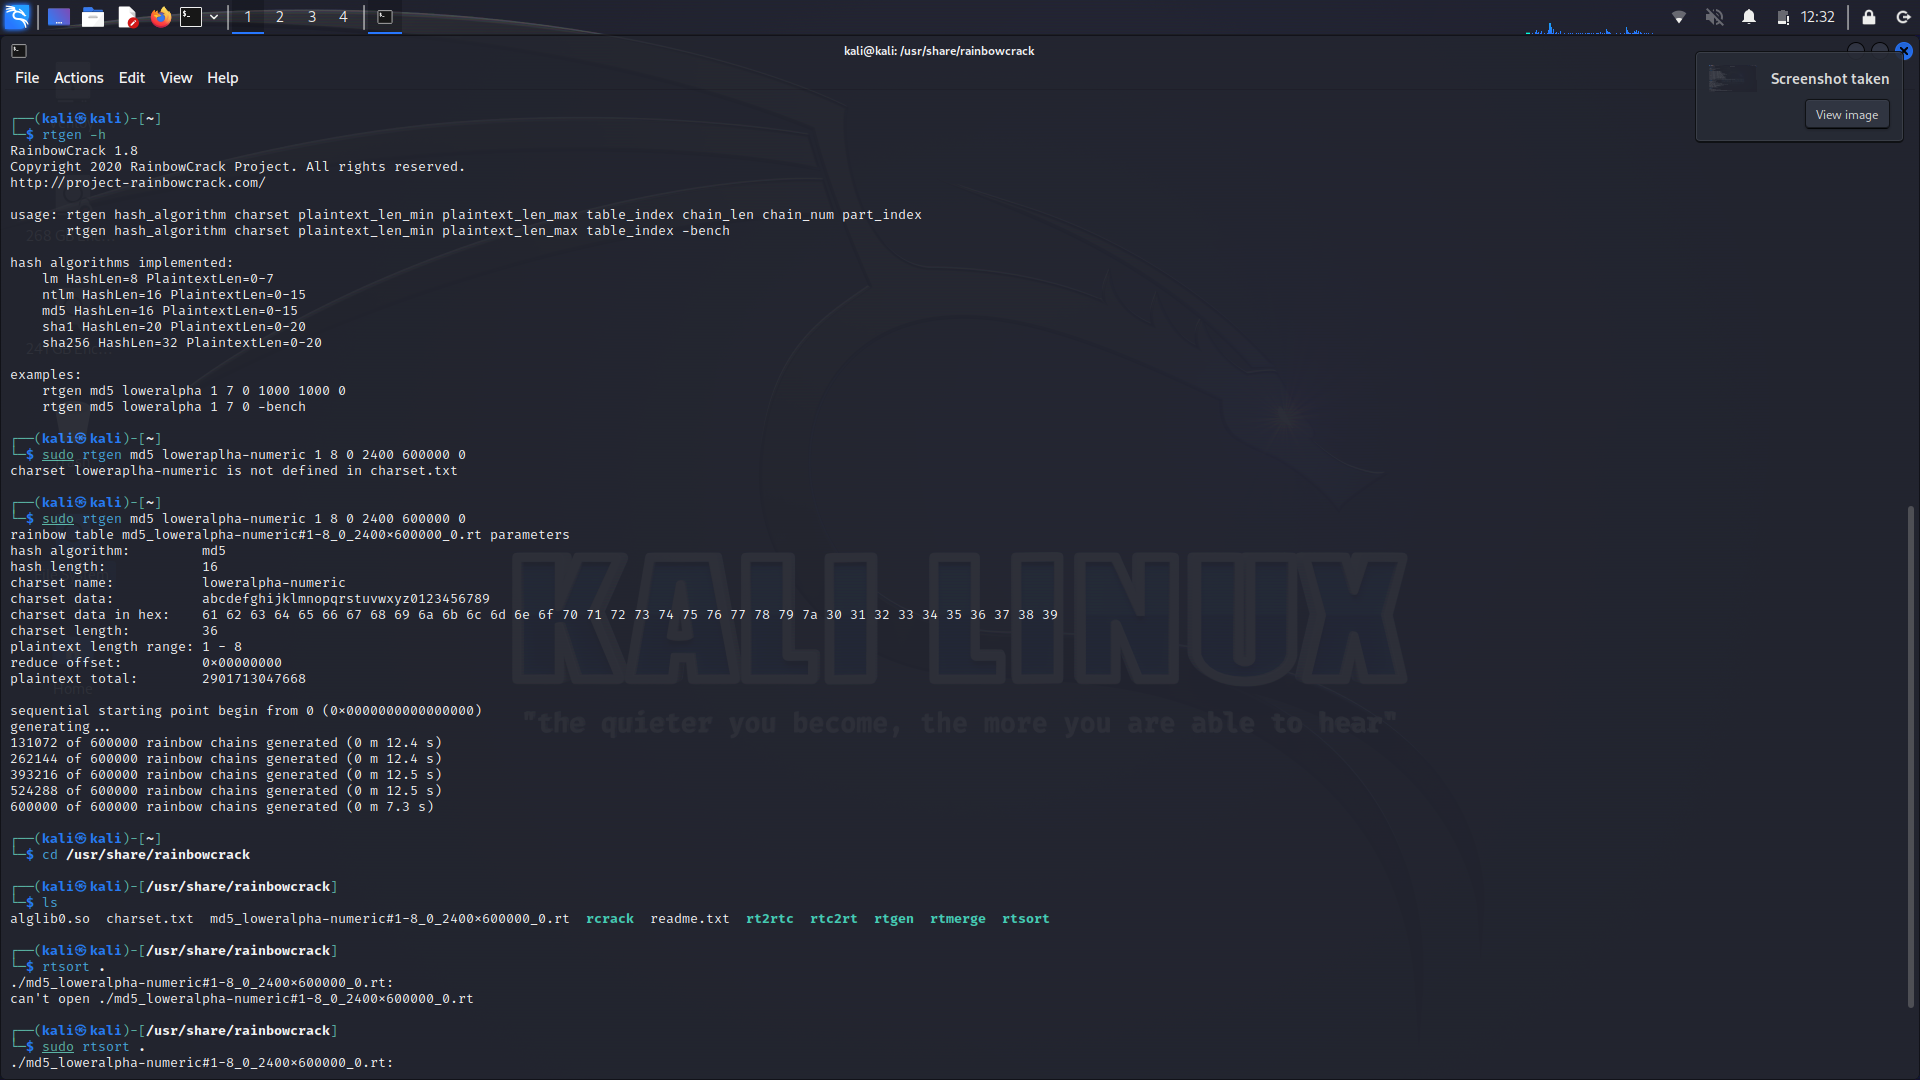 1 2 3 4 12:32
kali@kali: /usr/share/rainbowcrack
File Actions Edit View Help
Screenshot taken
View image
┌──(kali㉿kali)-[~]
└─$ rtgen -h
RainbowCrack 1.8
Copyright 2020 RainbowCrack Project. All rights reserved.
http://project-rainbowcrack.com/
usage: rtgen hash_algorithm charset plaintext_len_min plaintext_len_max table_index chain_len chain_num part_index
rtgen hash_algorithm charset plaintext_len_min plaintext_len_max table_index -bench
hash algorithms implemented:
lm HashLen=8 PlaintextLen=0-7
ntlm HashLen=16 PlaintextLen=0-15
md5 HashLen=16 PlaintextLen=0-15
sha1 HashLen=20 PlaintextLen=0-20
sha256 HashLen=32 PlaintextLen=0-20
examples:
rtgen md5 loweralpha 1 7 0 1000 1000 0
rtgen md5 loweralpha 1 7 0 -bench
┌──(kali㉿kali)-[~]
└─$ sudo rtgen md5 loweraplha-numeric 1 8 0 2400 600000 0
charset loweraplha-numeric is not defined in charset.txt
┌──(kali㉿kali)-[~]
└─$ sudo rtgen md5 loweralpha-numeric 1 8 0 2400 600000 0
rainbow table md5_loweralpha-numeric#1-8_0_2400×600000_0.rt parameters
hash algorithm: md5
hash length: 16
charset name: loweralpha-numeric
charset data: abcdefghijklmnopqrstuvwxyz0123456789
charset data in hex: 61 62 63 64 65 66 67 68 69 6a 6b 6c 6d 6e 6f 70 71 72 73 74 75 76 77 78 79 7a 30 31 32 33 34 35 36 37 38 39
charset length: 36
plaintext length range: 1 - 8
reduce offset: 0×00000000
plaintext total: 2901713047668
sequential starting point begin from 0 (0×0000000000000000)
generating...
131072 of 600000 rainbow chains generated (0 m 12.4 s)
262144 of 600000 rainbow chains generated (0 m 12.4 s)
393216 of 600000 rainbow chains generated (0 m 12.5 s)
524288 of 600000 rainbow chains generated (0 m 12.5 s)
600000 of 600000 rainbow chains generated (0 m 7.3 s)
┌──(kali㉿kali)-[~]
└─$ cd /usr/share/rainbowcrack
┌──(kali㉿kali)-[/usr/share/rainbowcrack]
└─$ ls
alglib0.so charset.txt md5_loweralpha-numeric#1-8_0_2400×600000_0.rt rcrack readme.txt rt2rtc rtc2rt rtgen rtmerge rtsort
┌──(kali㉿kali)-[/usr/share/rainbowcrack]
└─$ rtsort .
./md5_loweralpha-numeric#1-8_0_2400×600000_0.rt:
can't open ./md5_loweralpha-numeric#1-8_0_2400×600000_0.rt
┌──(kali㉿kali)-[/usr/share/rainbowcrack]
└─$ sudo rtsort .
./md5_loweralpha-numeric#1-8_0_2400×600000_0.rt:
KALI LINUX
"the quieter you become, the more you are able to hear"
Home